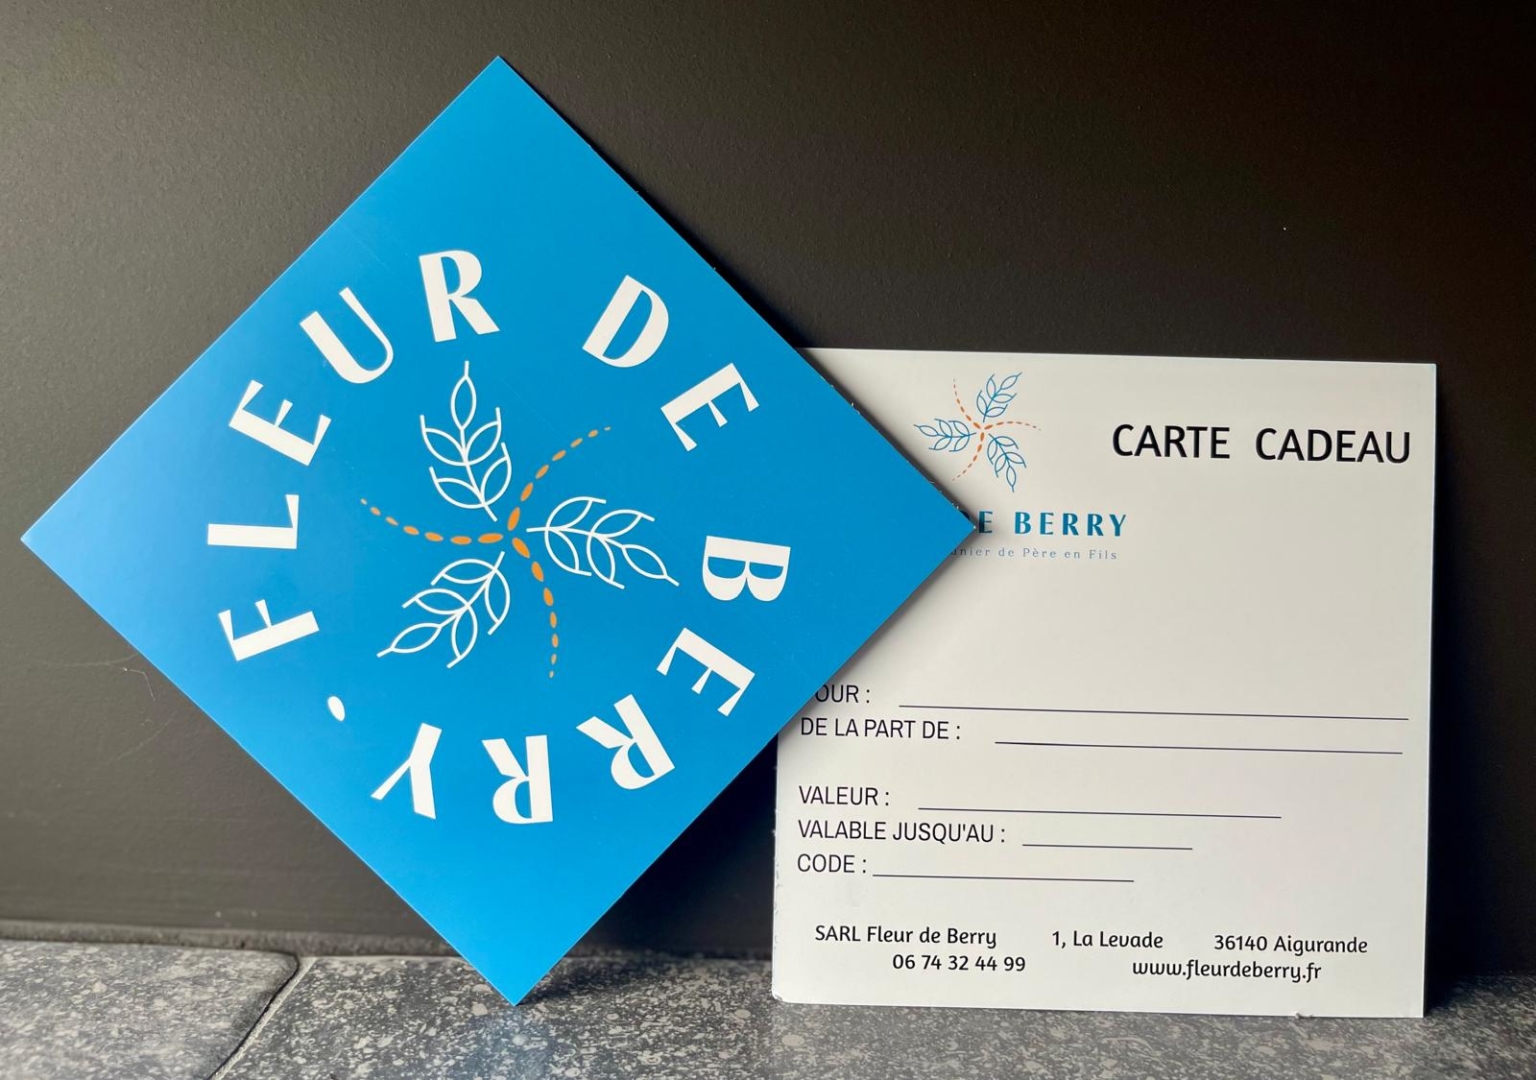 FLEUR DE BERRY.
CARTE CADEAU
DE BERRY
de Père en Fils
OUR :
DE LA PART DE :
VALEUR :
VALABLE JUSQU'AU :
CODE :
SARL Fleur de Berry 1, La Levade 36140 Aigurande
06 74 32 44 99 www.fleurdeberry.fr